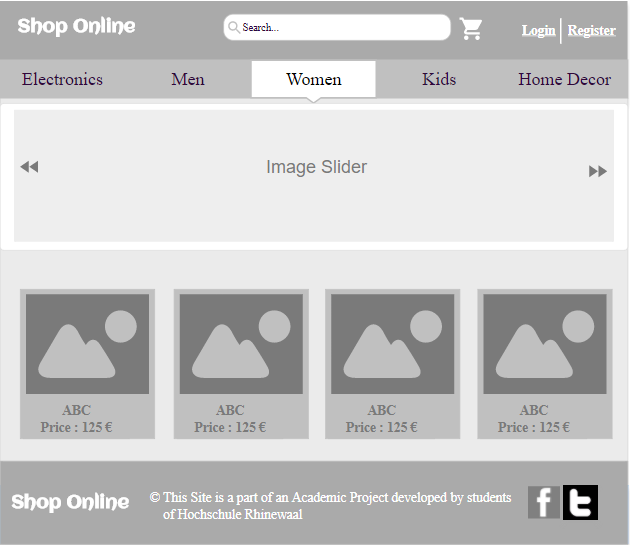 Shop Online
Search...
Login Register
Electronics Men Women Kids Home Decor
Image Slider
ABC ABC ABC ABC
Price : 125 € Price : 125 € Price : 125 € Price : 125 €
Shop Online
© This Site is a part of an Academic Project developed by students
of Hochschule Rhinewaal
f t